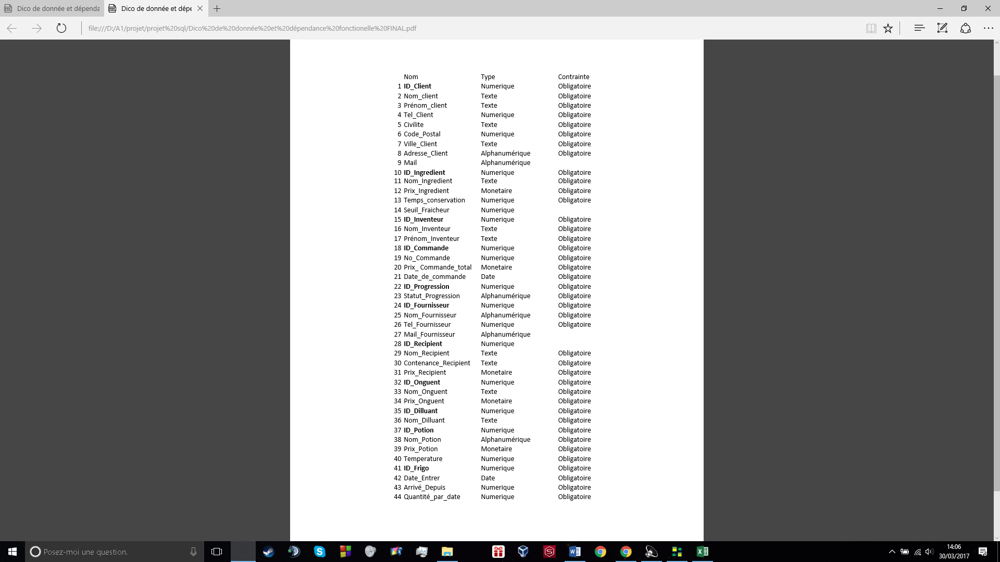 Dico de donnée et dépenda
Dico de donnée et dépe
file:///D:/A1/projet/projet%20sql/Dico%20de%20donnée%20et%20dépendance%20fonctionelle%20FINAL.pdf
Nom Type Contrainte
1 ID_Client Numerique Obligatoire
2 Nom_client Texte Obligatoire
3 Prénom_client Texte Obligatoire
4 Tel_Client Numerique Obligatoire
5 Civilite Texte Obligatoire
6 Code_Postal Numerique Obligatoire
7 Ville_Client Texte Obligatoire
8 Adresse_Client Alphanumérique Obligatoire
9 Mail Alphanumérique
10 ID_Ingredient Numerique Obligatoire
11 Nom_Ingredient Texte Obligatoire
12 Prix_Ingredient Monetaire Obligatoire
13 Temps_conservation Numerique Obligatoire
14 Seuil_Fraicheur Numerique
15 ID_Inventeur Numerique Obligatoire
16 Nom_Inventeur Texte Obligatoire
17 Prénom_Inventeur Texte Obligatoire
18 ID_Commande Numerique Obligatoire
19 No_Commande Numerique Obligatoire
20 Prix_ Commande_total Monetaire Obligatoire
21 Date_de_commande Date Obligatoire
22 ID_Progression Numerique Obligatoire
23 Statut_Progression Alphanumérique Obligatoire
24 ID_Fournisseur Numerique Obligatoire
25 Nom_Fournisseur Alphanumérique Obligatoire
26 Tel_Fournisseur Numerique Obligatoire
27 Mail_Fournisseur Alphanumérique
28 ID_Recipient Numerique
29 Nom_Recipient Texte Obligatoire
30 Contenance_Recipient Texte Obligatoire
31 Prix_Recipient Monetaire Obligatoire
32 ID_Onguent Numerique Obligatoire
33 Nom_Onguent Texte Obligatoire
34 Prix_Onguent Monetaire Obligatoire
35 ID_Dilluant Numerique Obligatoire
36 Nom_Dilluant Texte Obligatoire
37 ID_Potion Numerique Obligatoire
38 Nom_Potion Alphanumérique Obligatoire
39 Prix_Potion Monetaire Obligatoire
40 Temperature Numerique Obligatoire
41 ID_Frigo Numerique Obligatoire
42 Date_Entrer Date Obligatoire
43 Arrivé_Depuis Numerique Obligatoire
44 Quantité_par_date Numerique Obligatoire
Posez-moi une question.
14:06
30/03/2017